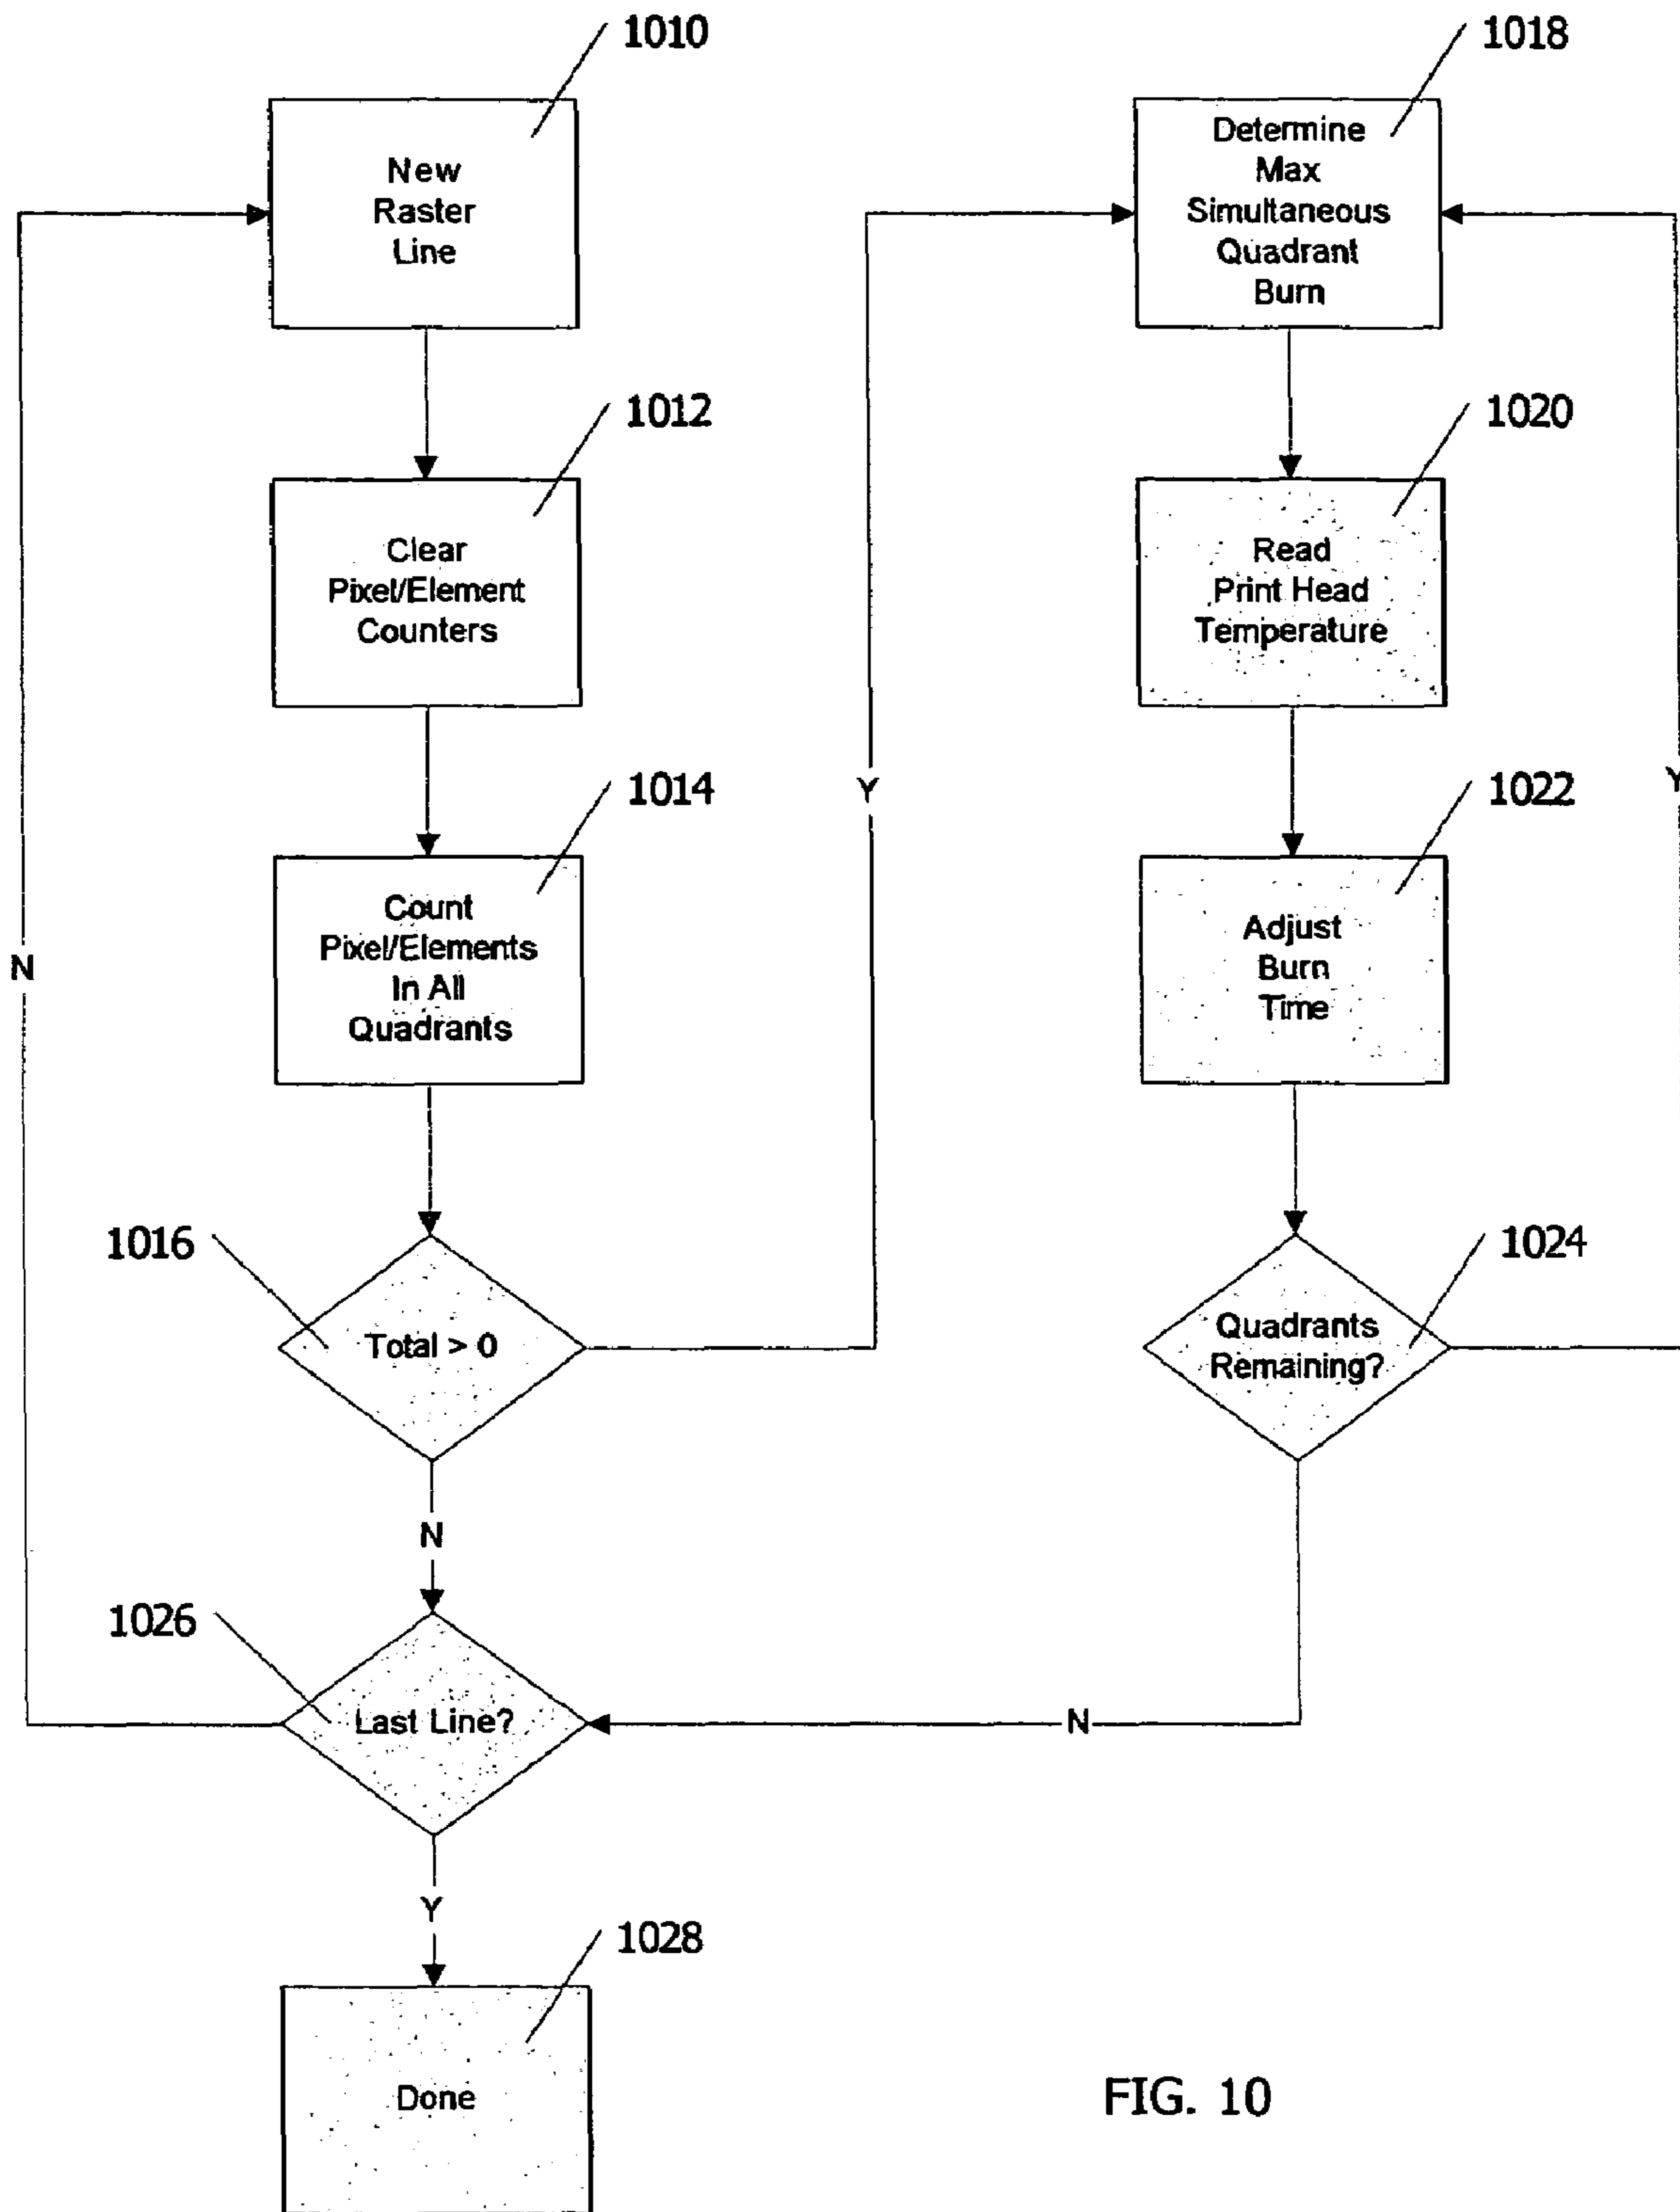 1010
New
Raster
Line
1012
Clear
Pixel/Element
Counters
1014
Count
Pixel/Elements
In All
Quadrants
1016
Total > 0
Y
N
1026
Last Line?
N
Y
1028
Done
1018
Determine
Max
Simultaneous
Quadrant
Burn
1020
Read
Print Head
Temperature
1022
Adjust
Burn
Time
1024
Quadrants
Remaining?
Y
N
FIG. 10